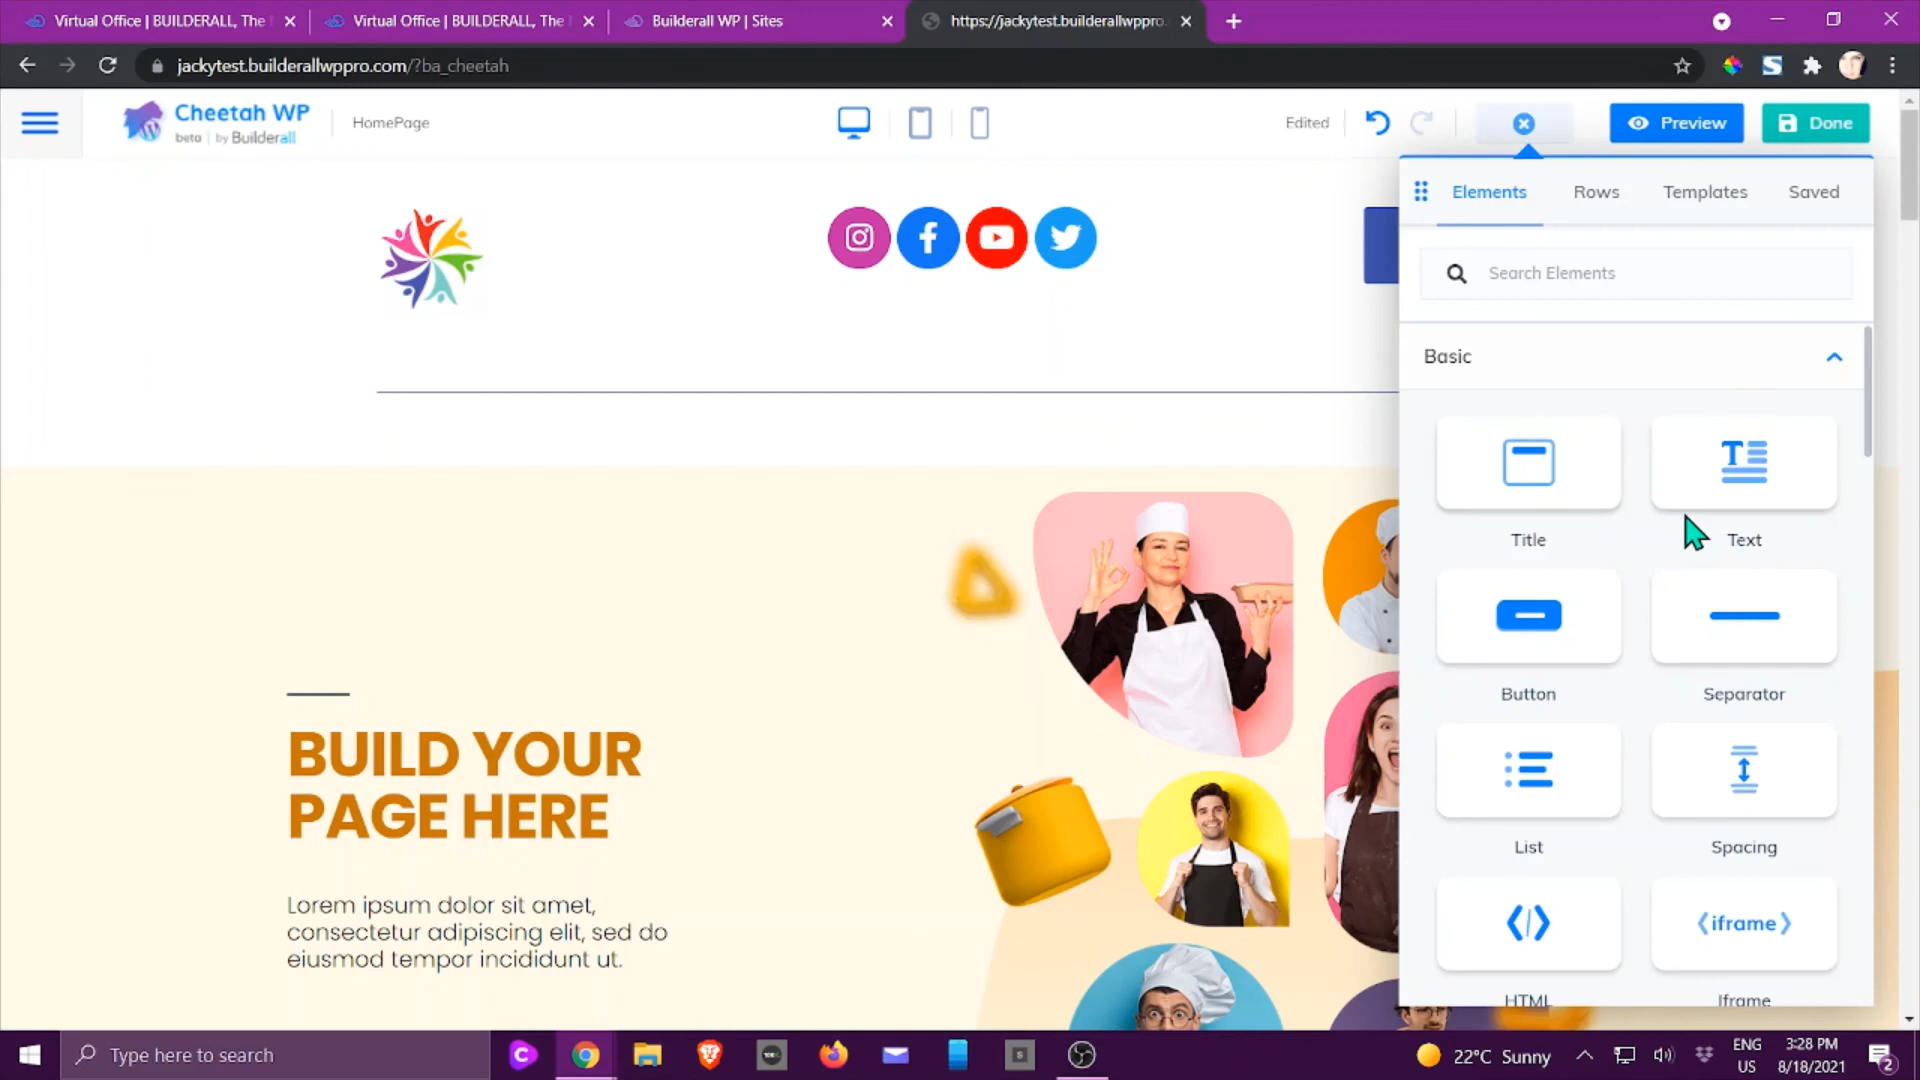 Virtual Office | BUILDERALL, The
Virtual Office | BUILDERALL, The
Builderall WP | Sites
https://jackytest.builderallwppro.
jackytest.builderallwppro.com/?ba_cheetah
Cheetah WP
beta | by Builderall
HomePage
Edited
Preview
Done
Elements
Rows
Templates
Saved
Search Elements
Basic
Title
Text
Button
Separator
List
Spacing
iframe
HTML
Iframe
BUILD YOUR
PAGE HERE
Lorem ipsum dolor sit amet,
consectetur adipiscing elit, sed do
eiusmod tempor incididunt ut.
Type here to search
22°C Sunny
ENG
US
3:28 PM
8/18/2021
2